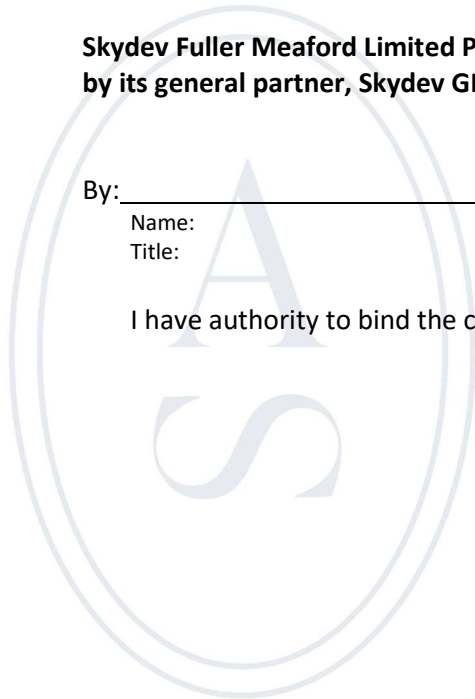 Skydev Fuller Meaford Limited
by its general partner, Skydev
By:
Name:
Title:
I have authority to bind the
A
S